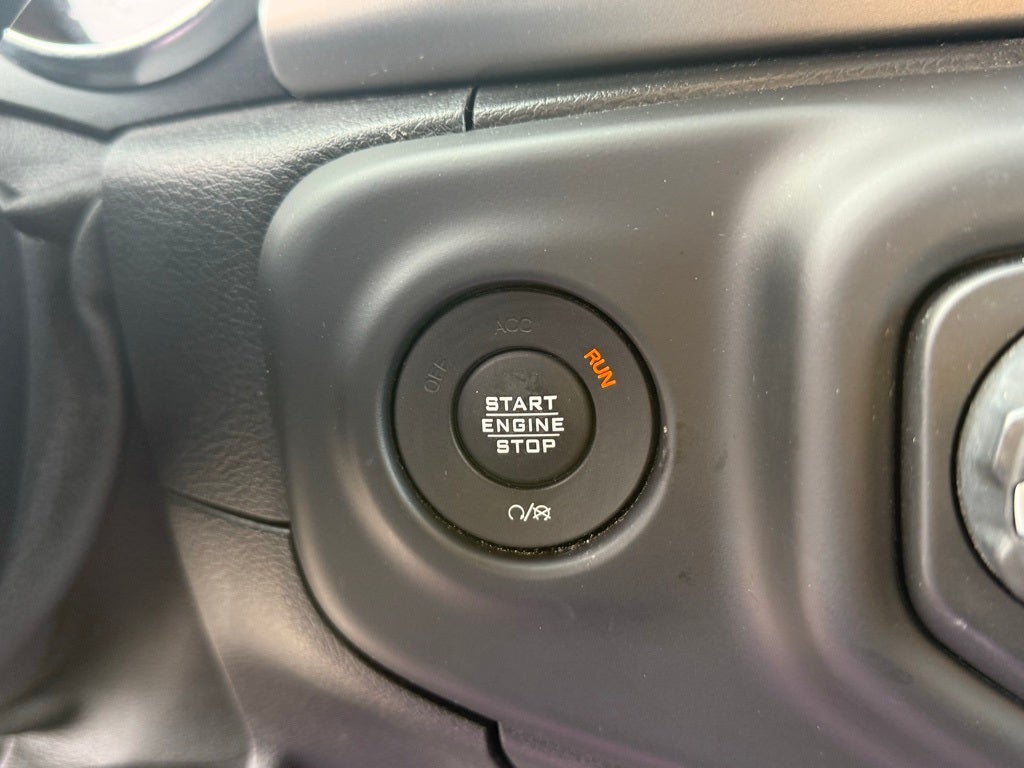 ACC
OFF
RUN
START
ENGINE
STOP